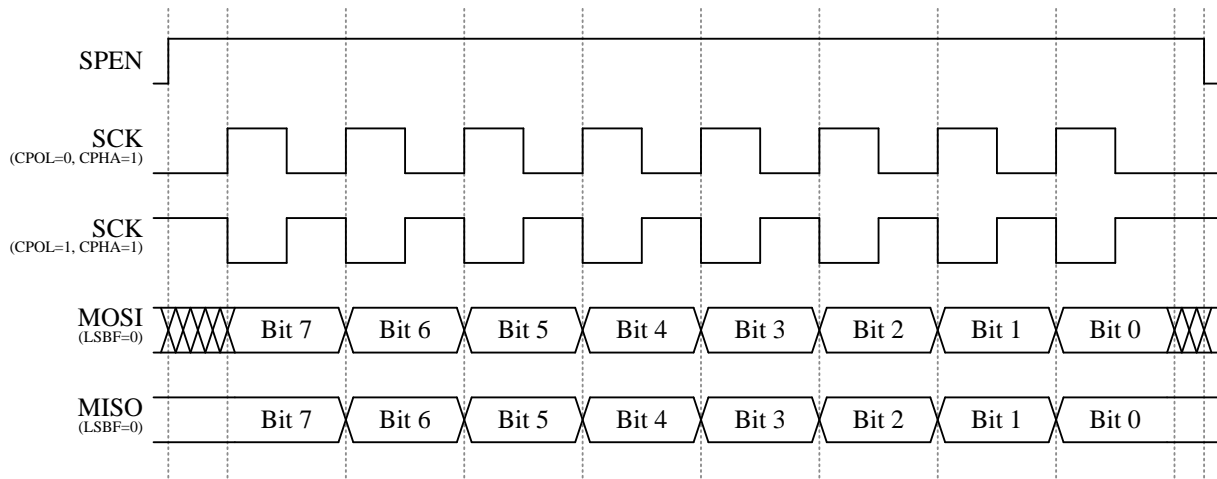 SPEN
SCK
(CPOL=0, CPHA=1)
SCK
(CPOL=1, CPHA=1)
MOSI
(LSBF=0)
Bit 7 Bit 6 Bit 5 Bit 4 Bit 3 Bit 2 Bit 1 Bit 0
MISO
(LSBF=0)
Bit 7 Bit 6 Bit 5 Bit 4 Bit 3 Bit 2 Bit 1 Bit 0